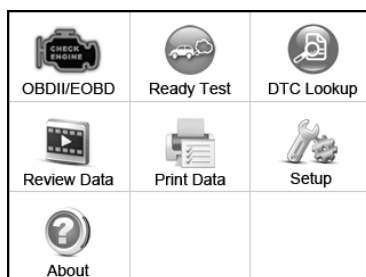 CHECK
ENGINE
OBDII/EOBD
Ready Test
DTC Lookup
Review Data
Print Data
Setup
About